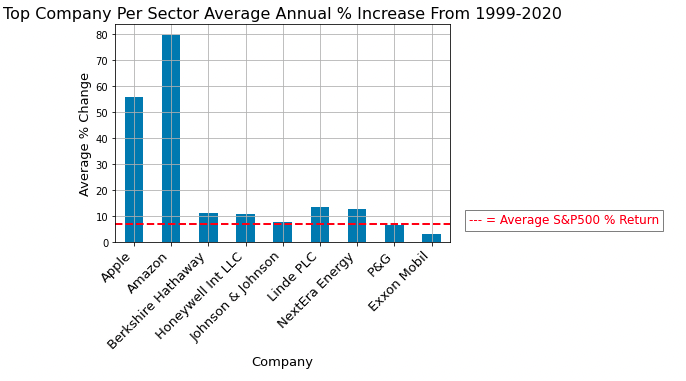 Top Company Per Sector Average Annual % Increase From 1999-2020
Average % Change
80
70
60
50
40
30
20
10
0
--- = Average S&P500 % Return
Apple
Amazon
Berkshire Hathaway
Honeywell Int LLC
Johnson & Johnson
Linde PLC
NextEra Energy
P&G
Exxon Mobil
Company